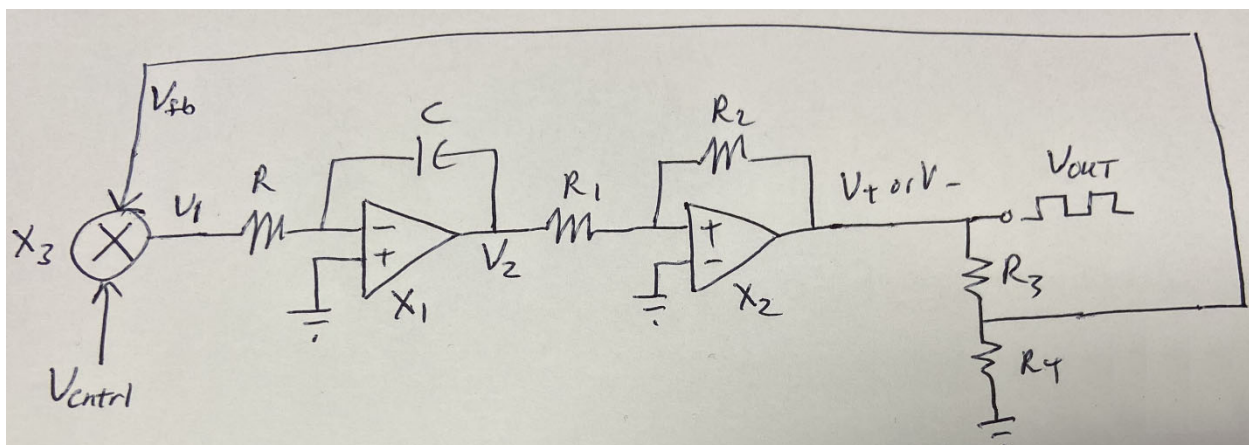 Vfb
C
R2
R
R1
V+ or V-
VOUT
V1
X3
X
-
+
+
-
R3
V2
X1
X2
R4
Vcntrl